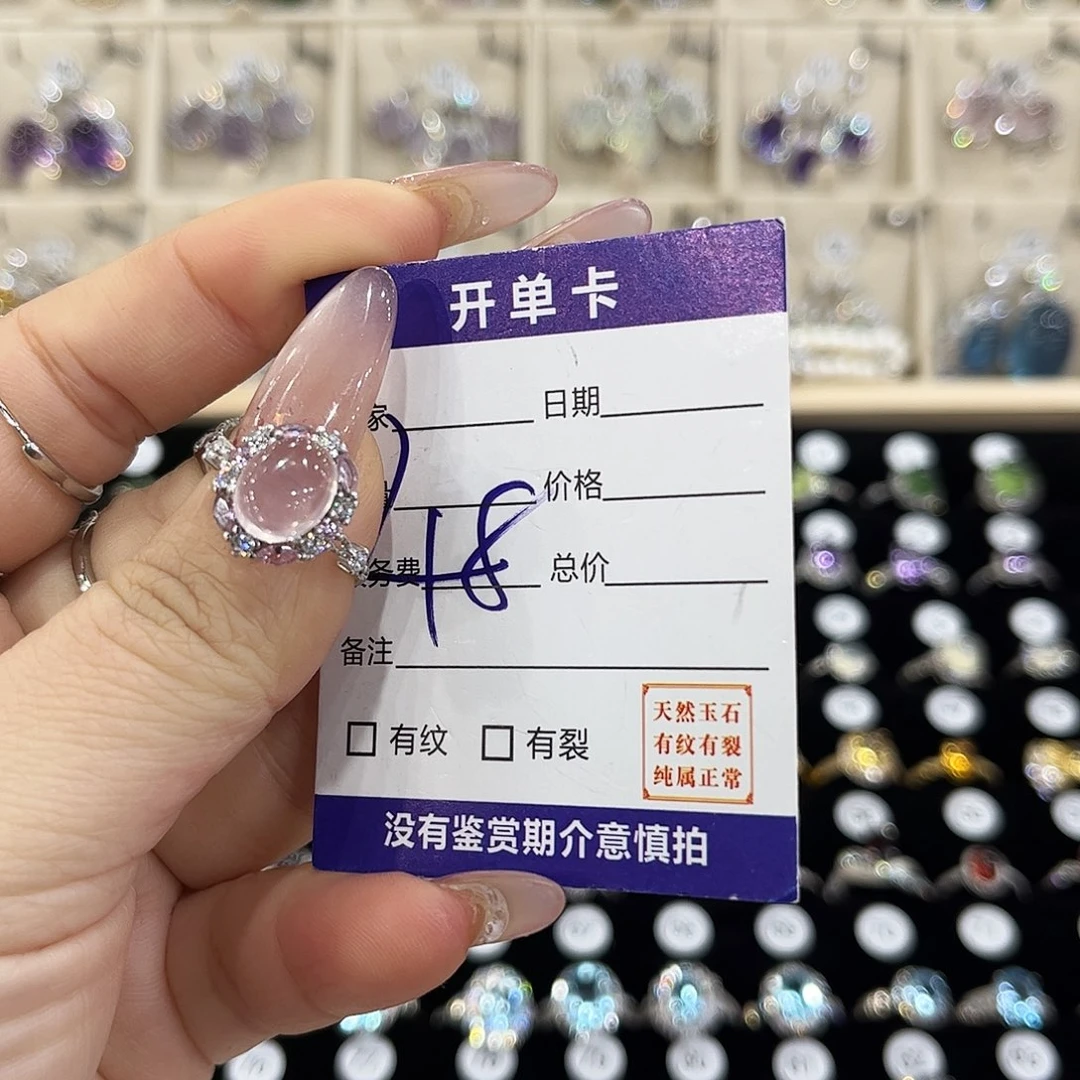 开单卡
家 日期
价格
务费 总价
18
备注
有纹 有裂
天然玉石
有纹有裂
纯属正常
没有鉴赏期介意慎拍